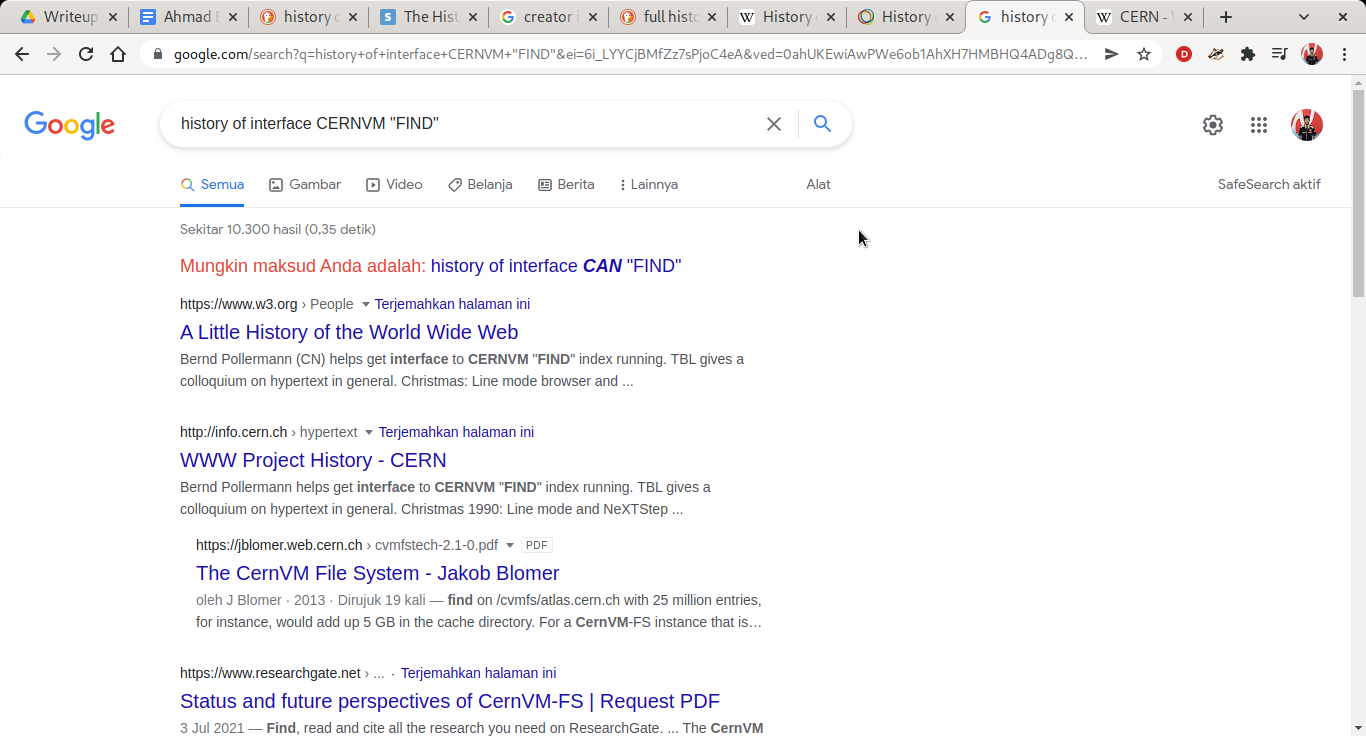 Writeup
Ahmad
history
The Hist
creator
full histo
History
History
history
CERN -
google.com/search?q=history+of+interface+CERNVM+"FIND"&ei=6i_LYYCjBMfZz7sPjoC4eA&ved=0ahUKEwiAwPWe6ob1AhXH7HMBHQ4ADg8Q...
Google
history of interface CERNVM "FIND"
Semua Gambar Video Belanja Berita Lainnya Alat SafeSearch aktif
Sekitar 10.300 hasil (0,35 detik)
Mungkin maksud Anda adalah: history of interface CAN "FIND"
https://www.w3.org › People Terjemahkan halaman ini
A Little History of the World Wide Web
Bernd Pollermann (CN) helps get interface to CERNVM "FIND" index running. TBL gives a
colloquium on hypertext in general. Christmas: Line mode browser and ...
http://info.cern.ch › hypertext Terjemahkan halaman ini
WWW Project History - CERN
Bernd Pollermann helps get interface to CERNVM "FIND" index running. TBL gives a
colloquium on hypertext in general. Christmas 1990: Line mode and NeXTStep ...
https://jblomer.web.cern.ch › cvmfstech-2.1-0.pdf PDF
The CernVM File System - Jakob Blomer
oleh J Blomer · 2013 · Dirujuk 19 kali — find on /cvmfs/atlas.cern.ch with 25 million entries,
for instance, would add up 5 GB in the cache directory. For a CernVM-FS instance that is…
https://www.researchgate.net › ... · Terjemahkan halaman ini
Status and future perspectives of CernVM-FS | Request PDF
3 Jul 2021 — Find, read and cite all the research you need on ResearchGate. ... The CernVM